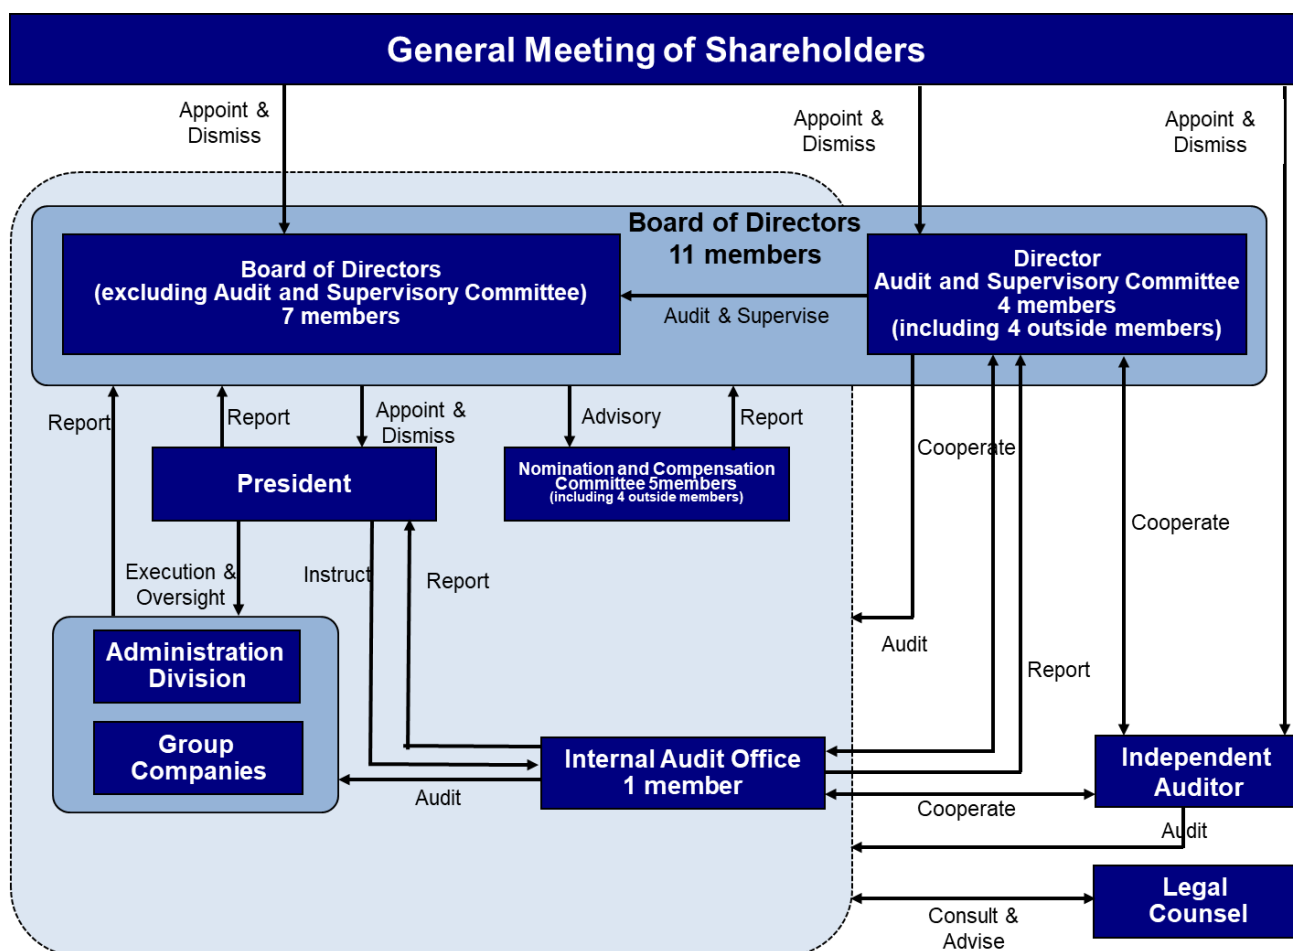 General Meeting of Shareholders
Appoint &
Dismiss
Appoint &
Dismiss
Appoint &
Dismiss
Board of Directors
11 members
Board of Directors
(excluding Audit and Supervisory Committee)
7 members
Director
Audit and Supervisory Committee
4 members
(including 4 outside members)
Audit & Supervise
Report
Report
Appoint &
Dismiss
Advisory
Report
Cooperate
President
Nomination and Compensation
Committee 5members
(including 4 outside members)
Cooperate
Execution &
Oversight
Instruct
Report
Audit
Report
Administration
Division
Group
Companies
Internal Audit Office
1 member
Independent
Auditor
Audit
Cooperate
Audit
Legal
Counsel
Consult &
Advise